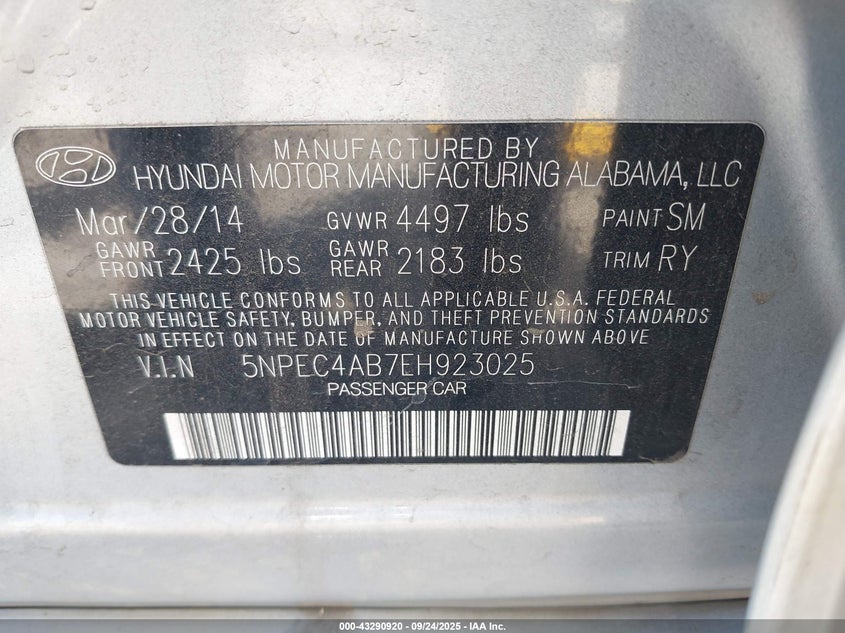 MANUFACTURED BY
HYUNDAI MOTOR MANUFACTURING ALABAMA, LLC
Mar/28/14 GVWR 4497 lbs PAINT SM
GAWR FRONT 2425 lbs GAWR REAR 2183 lbs TRIM RY
THIS VEHICLE CONFORMS TO ALL APPLICABLE U.S.A. FEDERAL
MOTOR VEHICLE SAFETY, BUMPER, AND THEFT PREVENTION STANDARDS
IN EFFECT ON THE DATE OF MANUFACTURE SHOWN ABOVE
V.I.N 5NPEC4AB7EH923025
PASSENGER CAR
000-43290920 - 09/24/2025 - IAA Inc.